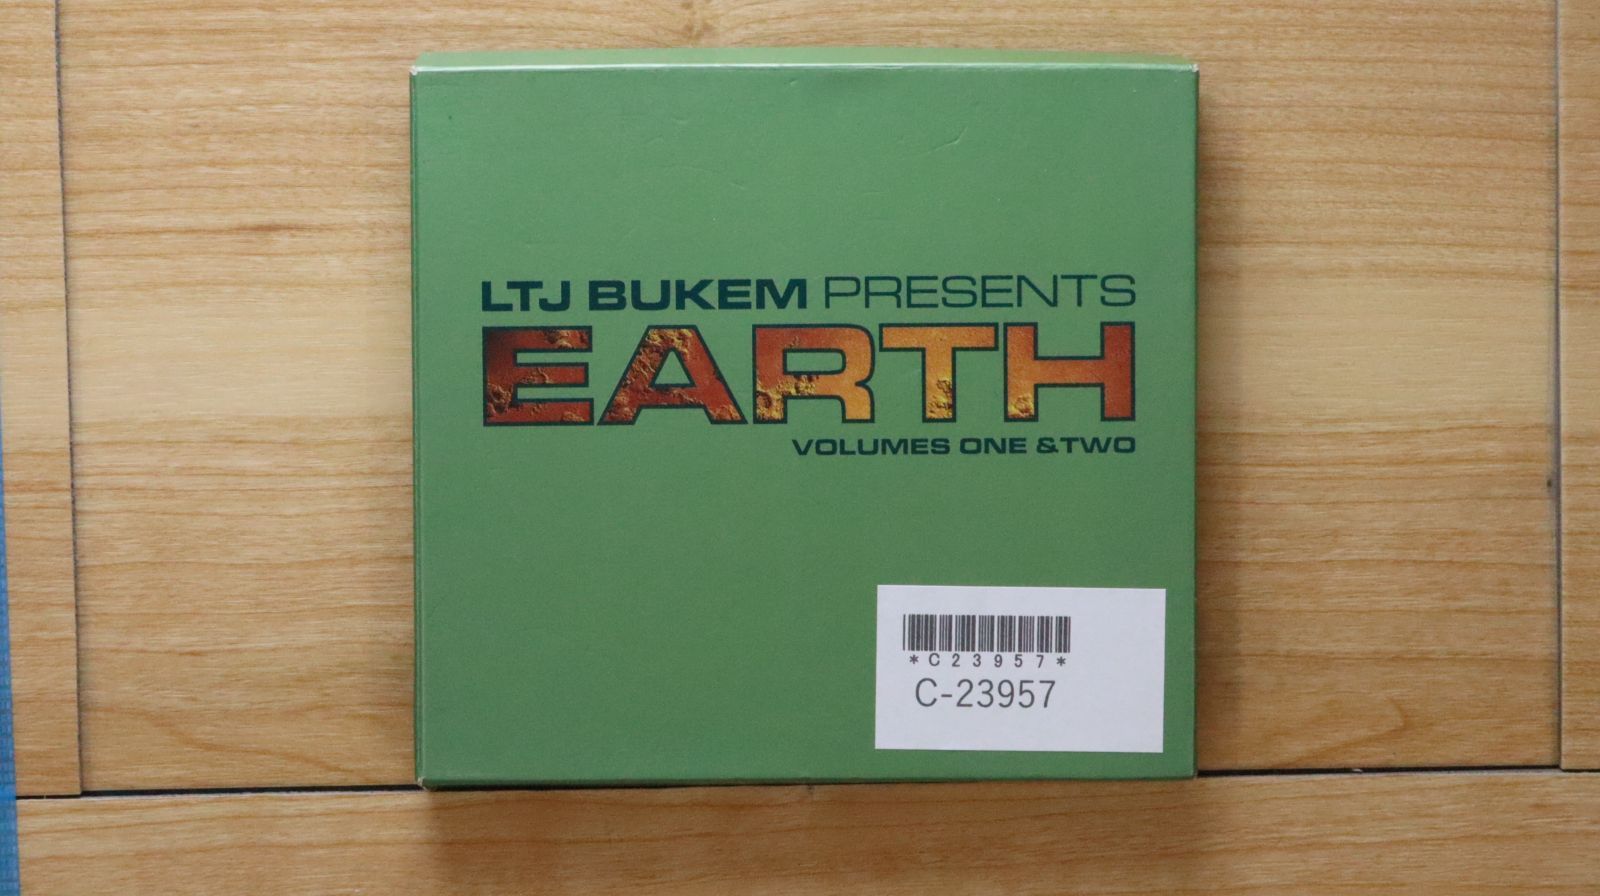 LTJ BUKEM PRESENTS
EARTH
VOLUMES ONE & TWO
*C23957*
C-23957